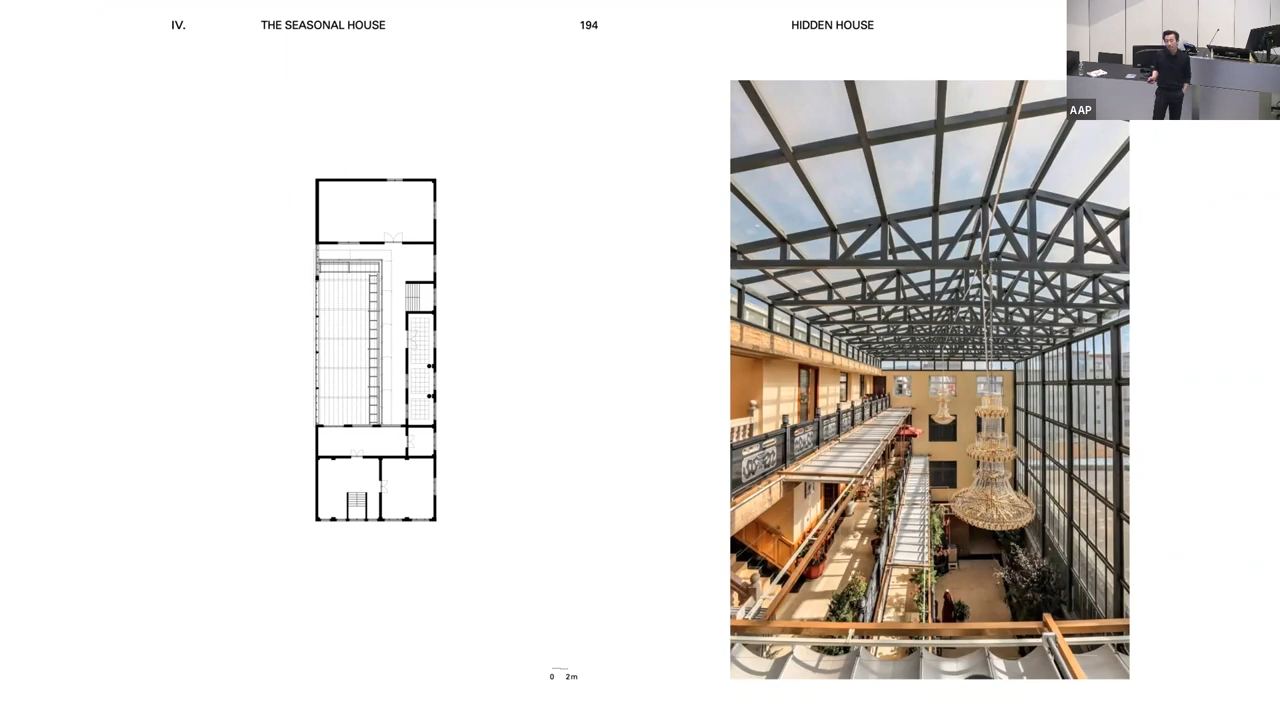 IV.
THE SEASONAL HOUSE
194
HIDDEN HOUSE
AAP
0 2m